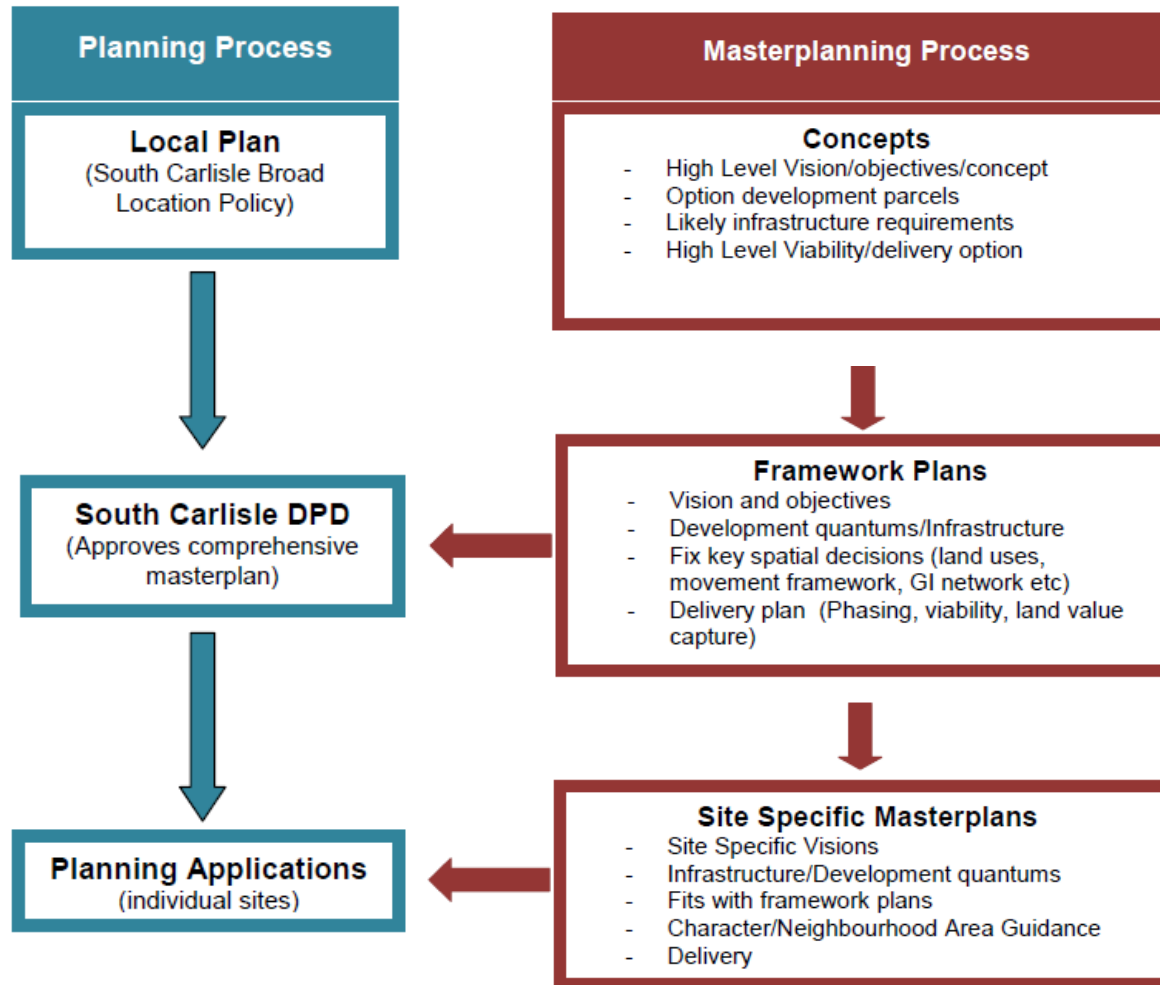 Planning Process
Local Plan
(South Carlisle Broad
Location Policy)
South Carlisle DPD
(Approves comprehensive
masterplan)
Planning Applications
(individual sites)
Masterplanning Process
Concepts
- High Level Vision/objectives/concept
- Option development parcels
- Likely infrastructure requirements
- High Level Viability/delivery option
Framework Plans
- Vision and objectives
- Development quantums/Infrastructure
- Fix key spatial decisions (land uses,
movement framework, GI network etc)
- Delivery plan (Phasing, viability, land value
capture)
Site Specific Masterplans
- Site Specific Visions
- Infrastructure/Development quantums
- Fits with framework plans
- Character/Neighbourhood Area Guidance
- Delivery